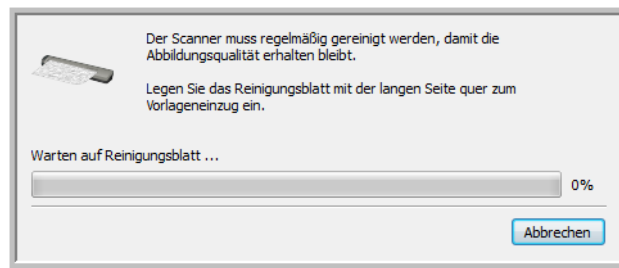 Der Scanner muss regelmäßig gereinigt werden, damit die
Abbildungsqualität erhalten bleibt.
Legen Sie das Reinigungsblatt mit der langen Seite quer zum
Vorlageneinzug ein.
Warten auf Reinigungsblatt ...
0%
Abbrechen